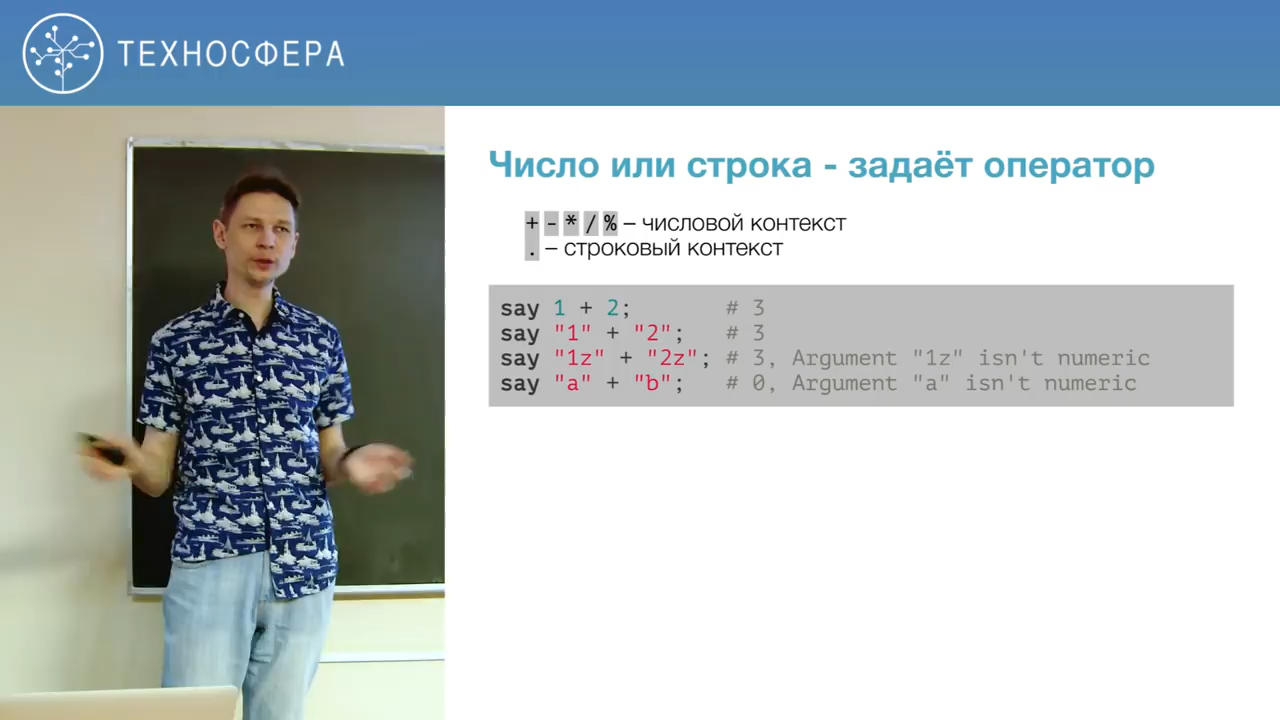 ТЕХНОСФЕРА
Число или строка - задаёт оператор
+ - * / % – числовой контекст
. – строковый контекст
say 1 + 2; # 3
say "1" + "2"; # 3
say "1z" + "2z"; # 3, Argument "1z" isn't numeric
say "a" + "b"; # 0, Argument "a" isn't numeric